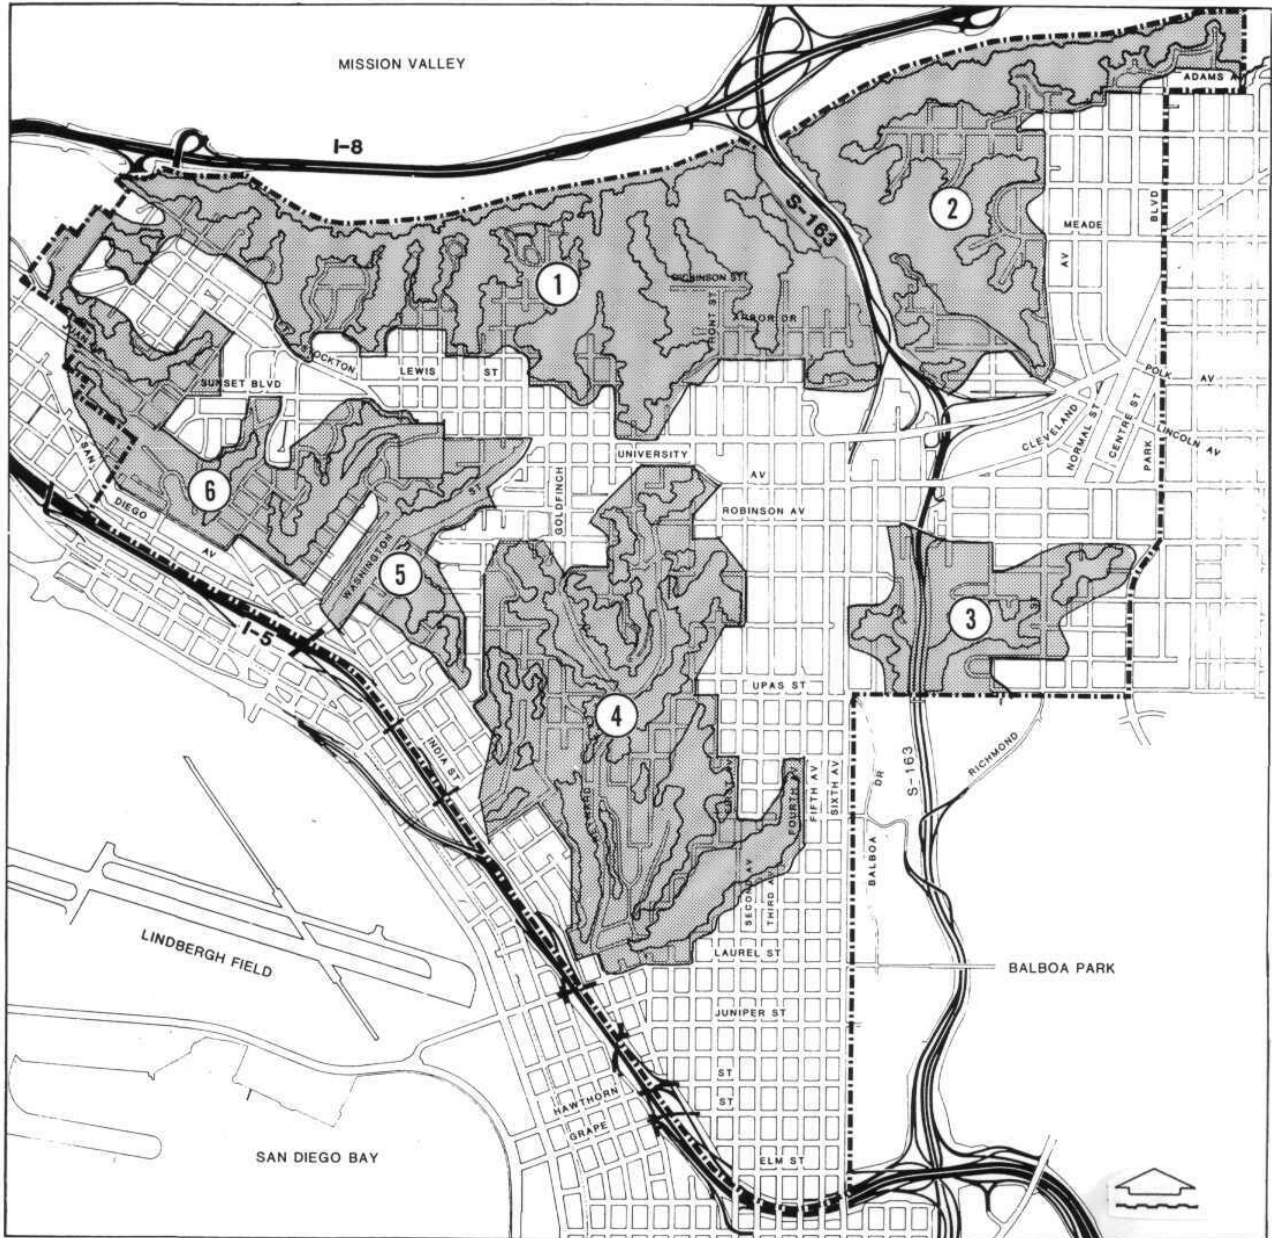 MISSION VALLEY
ADAMS A
I-8
S-163
2
BLVD
MEADE
AV
1
DICKINSON ST
FRONT ST
ARBOR DR
STOCKTON
LEWIS ST
SUNSET BLVD
POLK AV
CLEVELAND
NORMAL ST
CENTRE ST
PARK
LINCOLN AV
SAN
DIEGO
AV
6
UNIVERSITY
AV
GOLDFINCH
ROBINSON AV
WASHINGTON
ST
5
I-5
3
UPAS ST
4
INDIA ST
S-163
RICHMOND
FOURTH AV
FIFTH AV
SIXTH AV
BALBOA
DR
SECOND AV
THIRD A
LAUREL ST
LINDBERGH FIELD
BALBOA PARK
JUNIPER ST
ST
HAWTHORN
ST
GRAPE
SAN DIEGO BAY
ELM ST